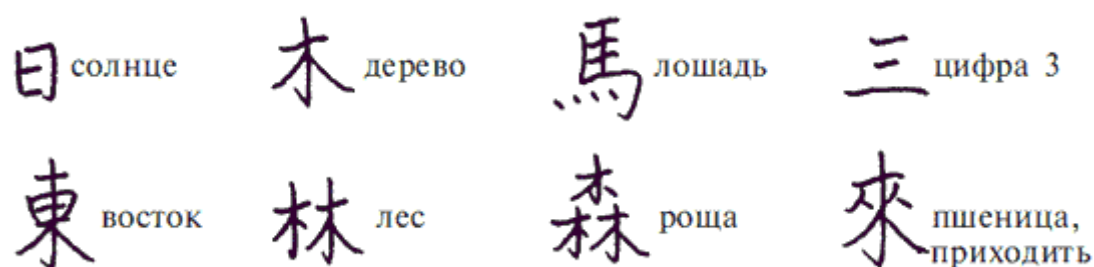 日 солнце 木 дерево 馬 лошадь 三 цифра 3
東 восток 林 лес 森 роща 來 пшеница,
приходить